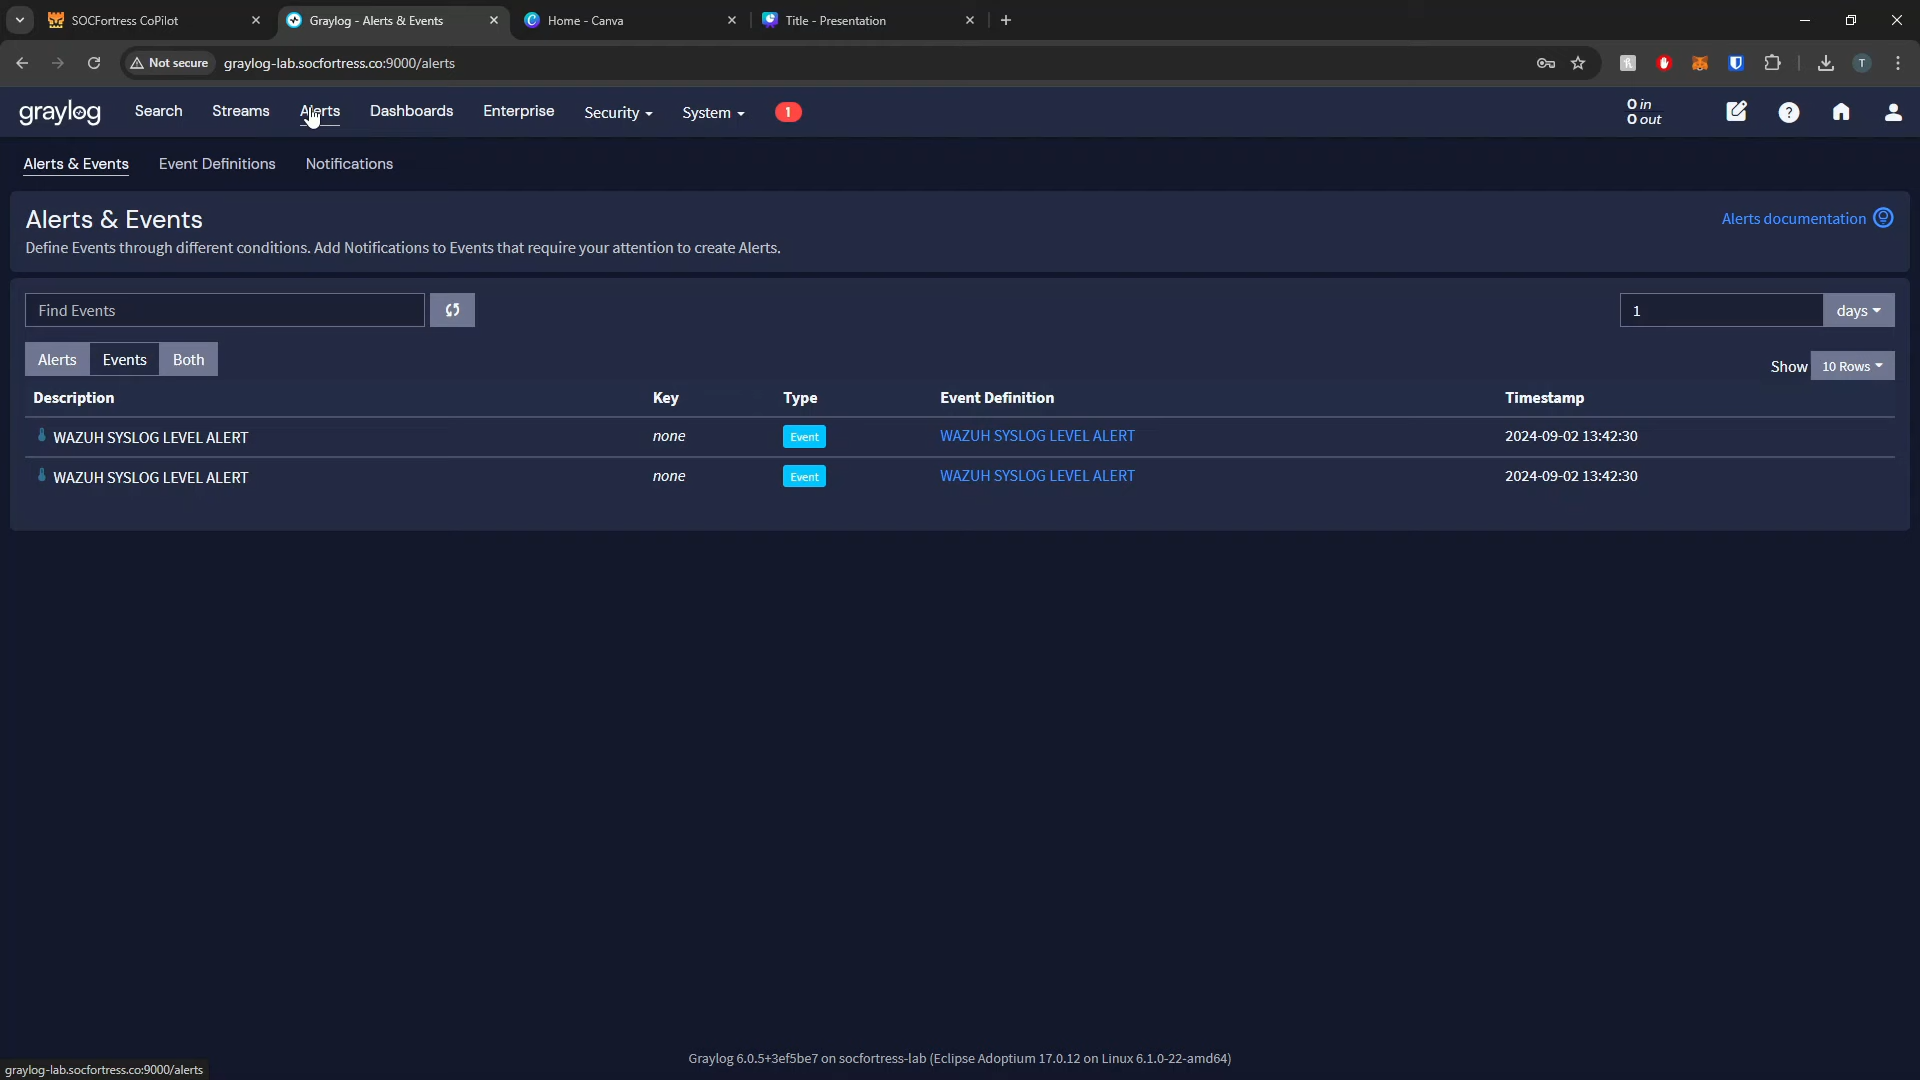 SOCFortress CoPilot
Graylog - Alerts & Events
Home - Canva
Title - Presentation
Not secure
graylog-lab.socfortress.co:9000/alerts
T
graylog
Search
Streams
Alerts
Dashboards
Enterprise
Security
System
1
0 in
0 out
Alerts & Events
Event Definitions
Notifications
Alerts & Events
Alerts documentation
Define Events through different conditions. Add Notifications to Events that require your attention to create Alerts.
Find Events
1
days
Alerts
Events
Both
Show
10 Rows
Description
Key
Type
Event Definition
Timestamp
WAZUH SYSLOG LEVEL ALERT
none
Event
WAZUH SYSLOG LEVEL ALERT
2024-09-02 13:42:30
WAZUH SYSLOG LEVEL ALERT
none
Event
WAZUH SYSLOG LEVEL ALERT
2024-09-02 13:42:30
Graylog 6.0.5+3ef5be7 on socfortress-lab (Eclipse Adoptium 17.0.12 on Linux 6.1.0-22-amd64)
graylog-lab.socfortress.co:9000/alerts